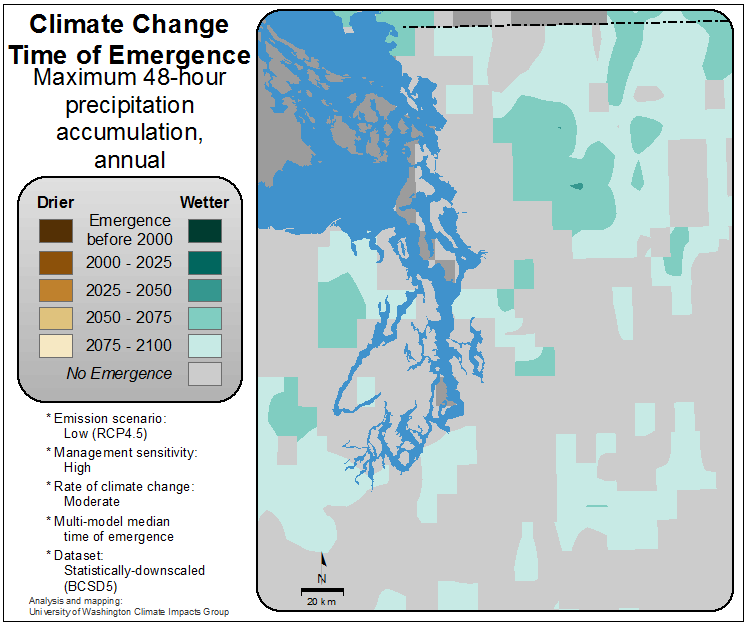 Climate Change
Time of Emergence
Maximum 48-hour
precipitation
accumulation,
annual
Drier Wetter
Emergence
before 2000
2000 - 2025
2025 - 2050
2050 - 2075
2075 - 2100
No Emergence
* Emission scenario:
Low (RCP4.5)
* Management sensitivity:
High
* Rate of climate change:
Moderate
* Multi-model median
time of emergence
* Dataset:
Statistically-downscaled
(BCSD5)
Analysis and mapping:
University of Washington Climate Impacts Group
N
20 km